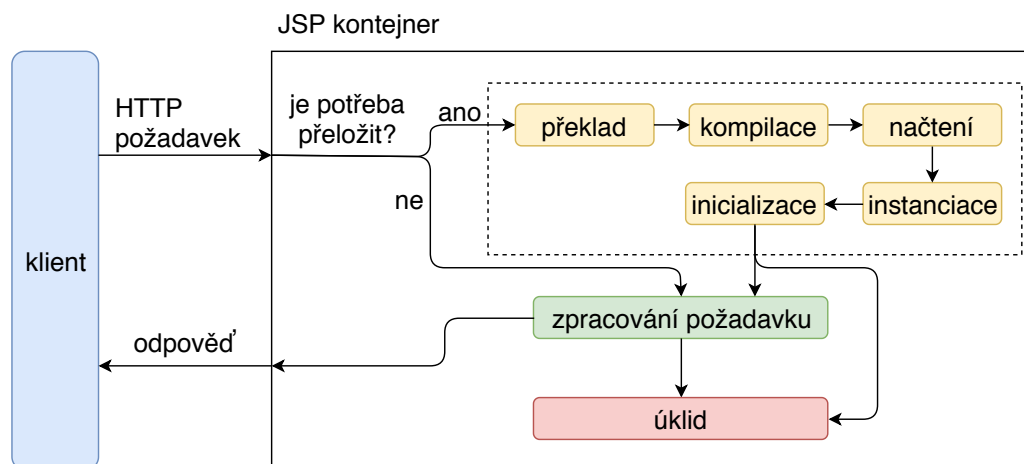 JSP kontejner
HTTP
požadavek
je potřeba
přeložit?
ano
ne
překlad
kompilace
načtení
inicializace
instanciace
klient
zpracování požadavku
odpověď
úklid